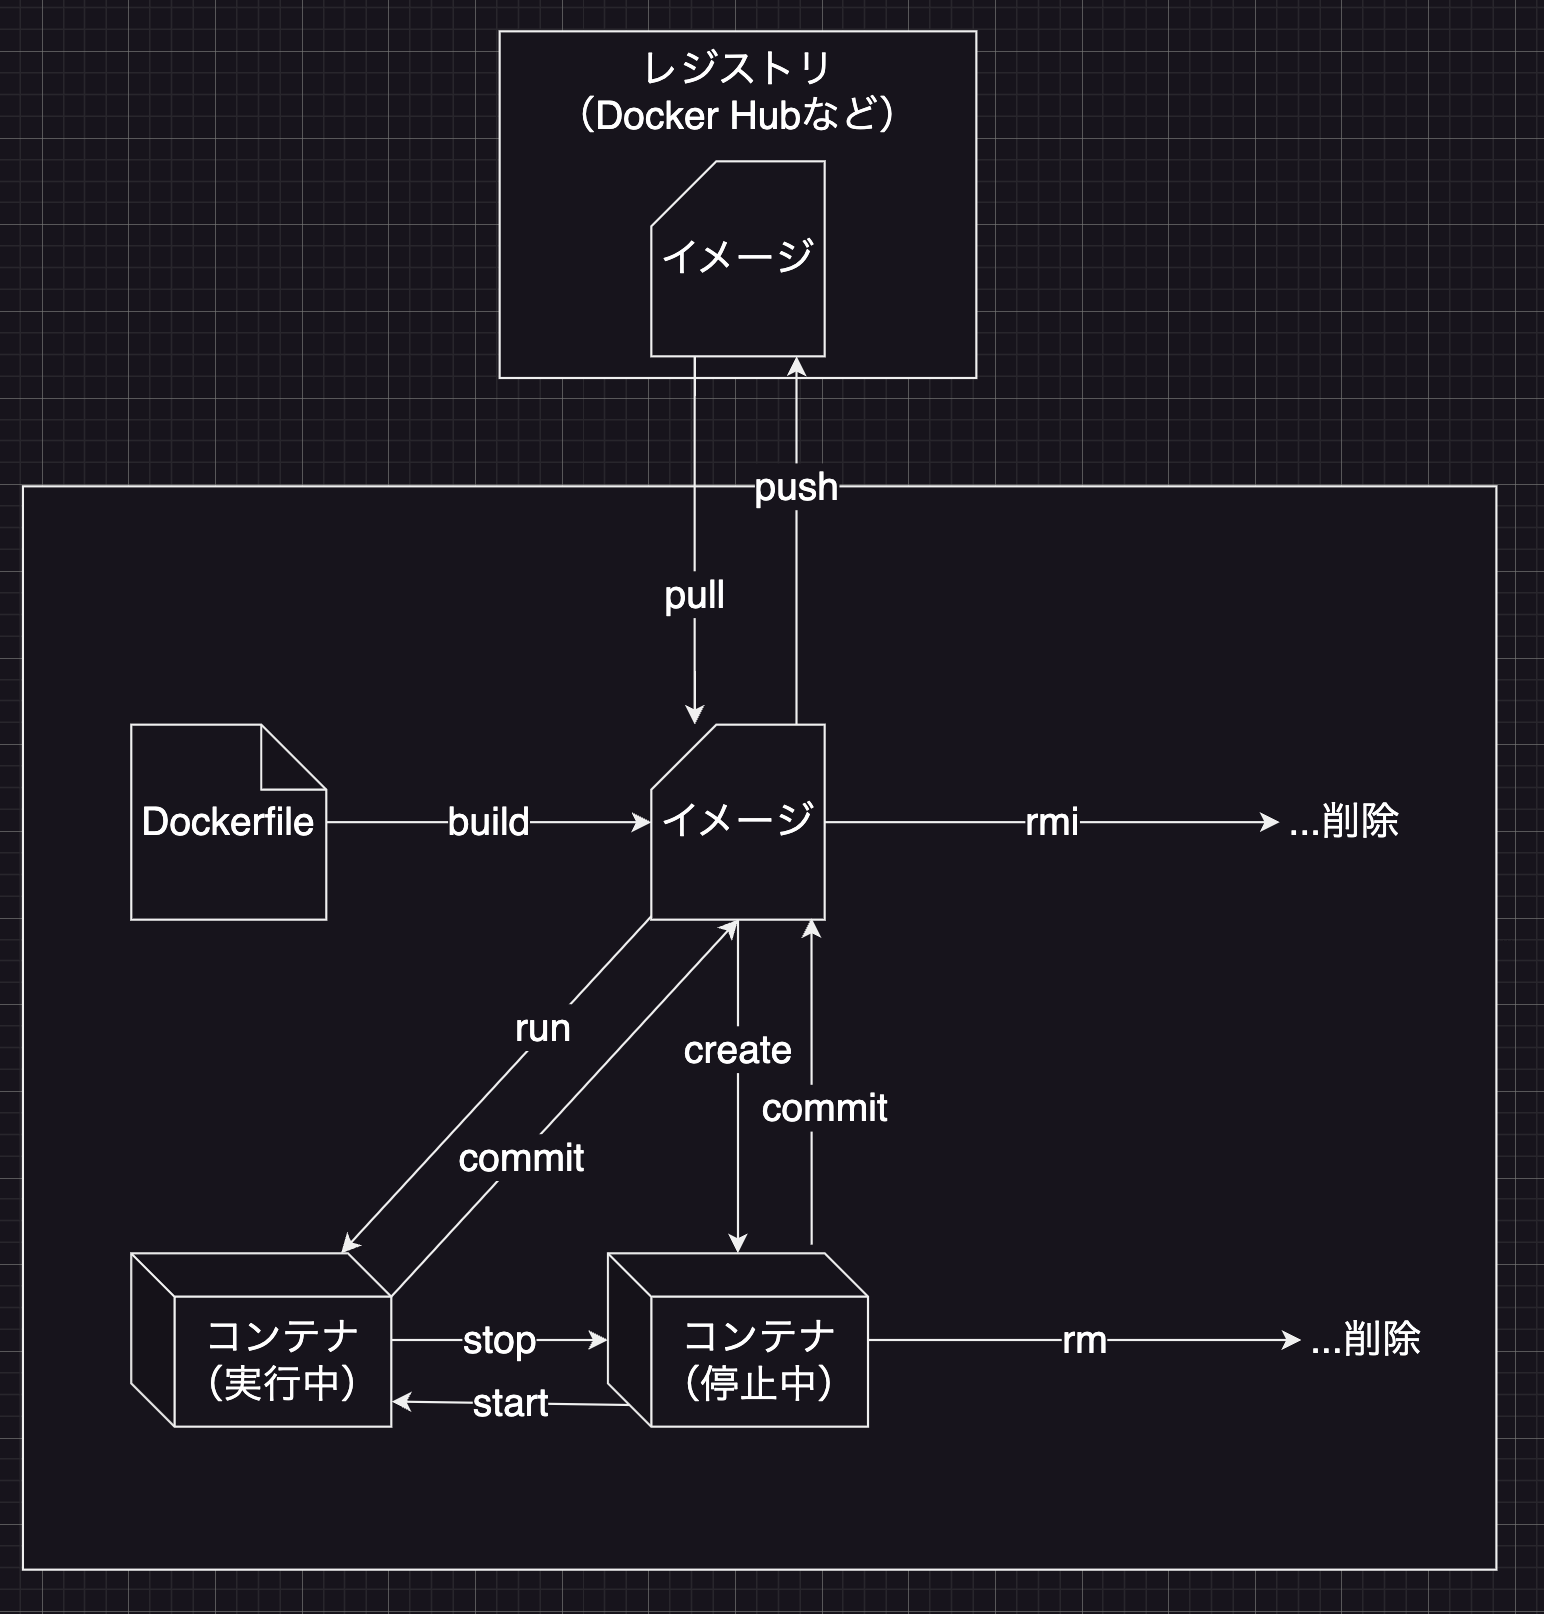 レジストリ
（Docker Hubなど）
イメージ
push
pull
Dockerfile
build
イメージ
rmi
...削除
run
create
commit
commit
コンテナ
（実行中）
stop
start
コンテナ
（停止中）
rm
...削除